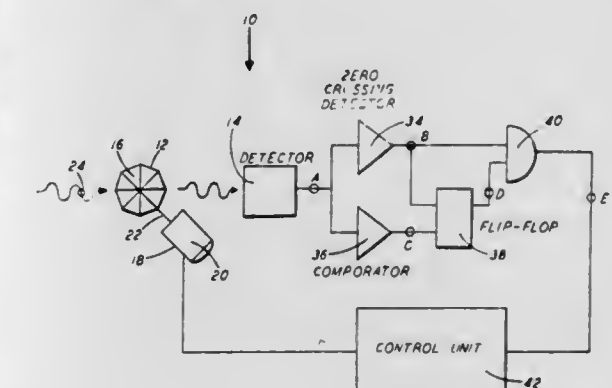 10
ZERO
CROSSING
DETECTOR
34
B
40
14
DETECTOR
A
16
12
24
22
18
20
36
C
COMPORATOR
D
FLIP-FLOP
38
E
CONTROL UNIT
42